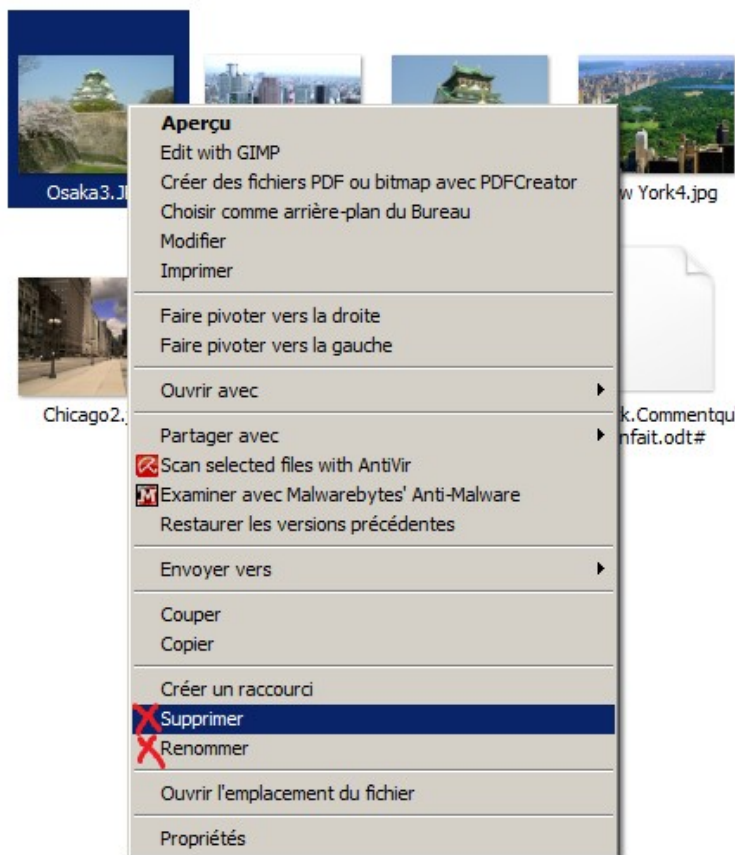 Osaka3.J
w York4.jpg
Chicago2.
k.Commentqu
nfait.odt#
Aperçu
Edit with GIMP
Créer des fichiers PDF ou bitmap avec PDFCreator
Choisir comme arrière-plan du Bureau
Modifier
Imprimer
Faire pivoter vers la droite
Faire pivoter vers la gauche
Ouvrir avec
Partager avec
Scan selected files with AntiVir
Examiner avec Malwarebytes' Anti-Malware
Restaurer les versions précédentes
Envoyer vers
Couper
Copier
Créer un raccourci
Supprimer
Renommer
Ouvrir l'emplacement du fichier
Propriétés